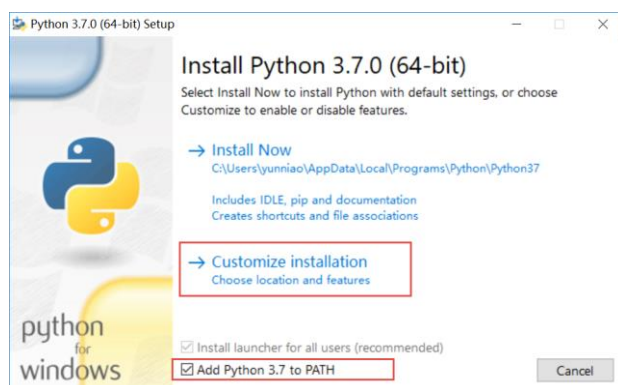 Python 3.7.0 (64-bit) Setup
Install Python 3.7.0 (64-bit)
Select Install Now to install Python with default settings, or choose
Customize to enable or disable features.
Install Now
C:\Users\yunniao\AppData\Local\Programs\Python\Python37
Includes IDLE, pip and documentation
Creates shortcuts and file associations
Customize installation
Choose location and features
python
for
windows
Install launcher for all users (recommended)
Add Python 3.7 to PATH
Cancel